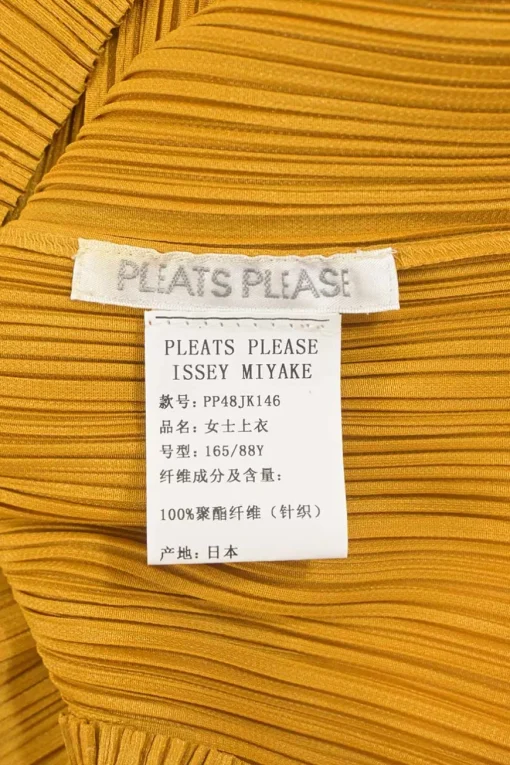 PLEATS PLEASE
PLEATS PLEASE
ISSEY MIYAKE
款号: PP48JK146
品名: 女士上衣
号型: 165/88Y
纤维成分及含量:
100%聚酯纤维（针织）
产地: 日本